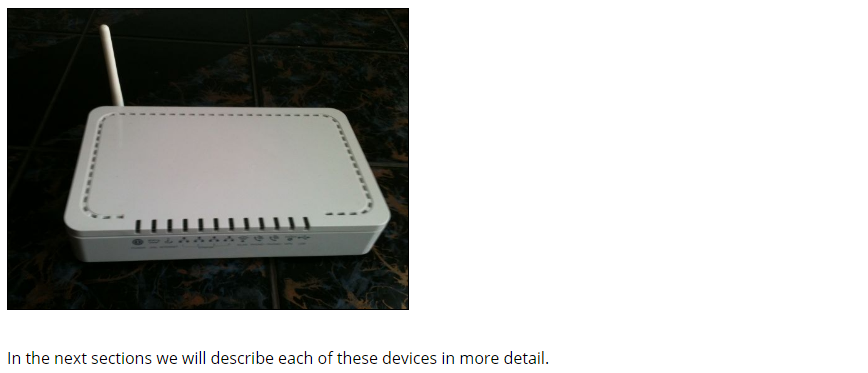 In the next sections we will describe each of these devices in more detail.